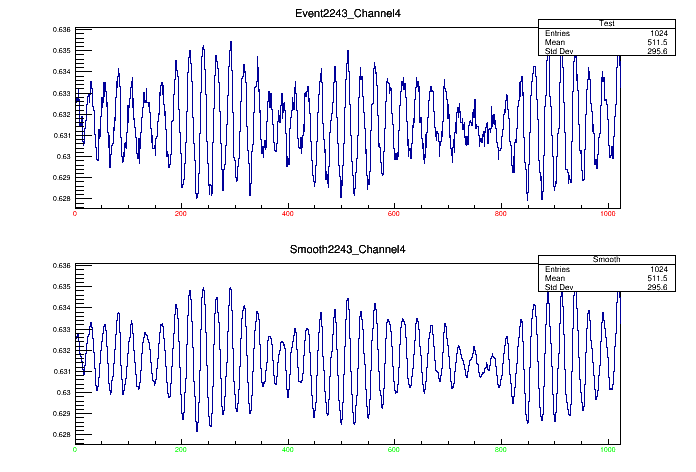 Event2243_Channel4
Test
Entries 1024
Mean 511.5
Std Dev 295.6
0.636
0.635
0.634
0.633
0.632
0.631
0.63
0.629
0.628
0 200 400 600 800 1000
Smooth2243_Channel4
Smooth
Entries 1024
Mean 511.5
Std Dev 295.6
0.636
0.635
0.634
0.633
0.632
0.631
0.63
0.629
0.628
0 200 400 600 800 1000